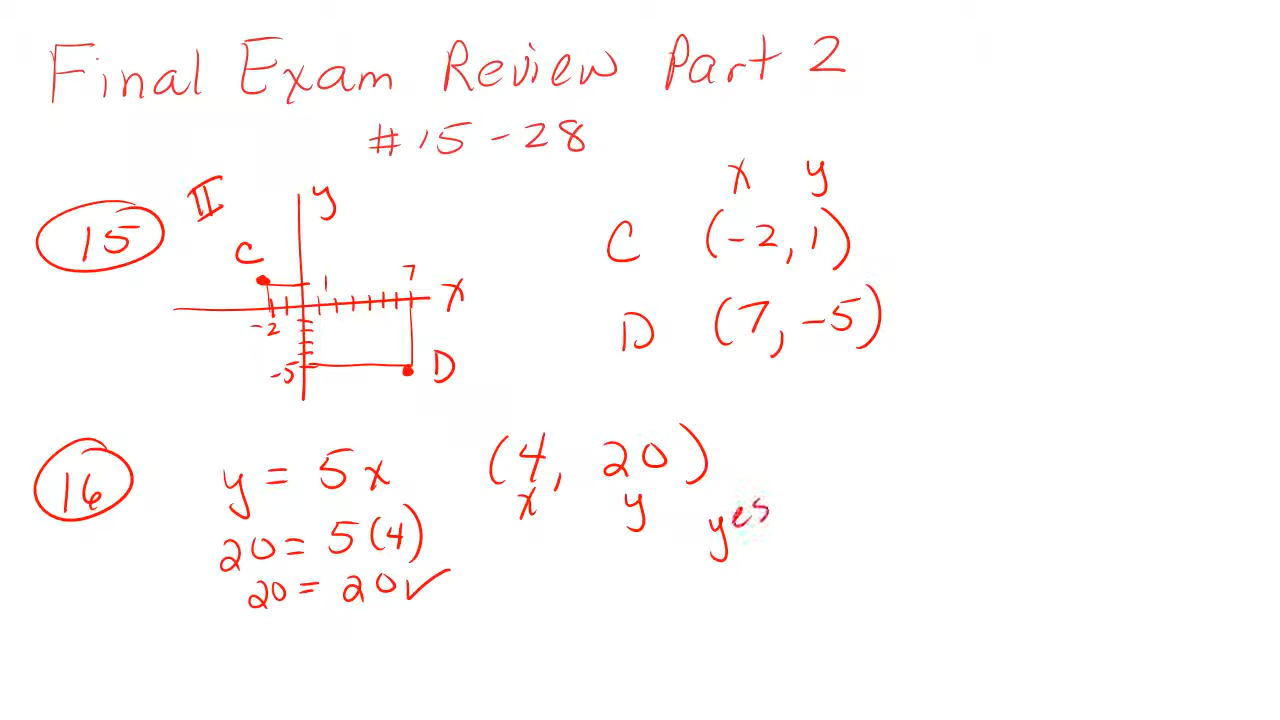 Final Exam Review Part 2
#15-28
15
II
y
C
1
7
x
-2
-5
D
x y
C (-2, 1)
D (7, -5)
16
y = 5x (4, 20)
x y
20 = 5(4) yes
20 = 20✓